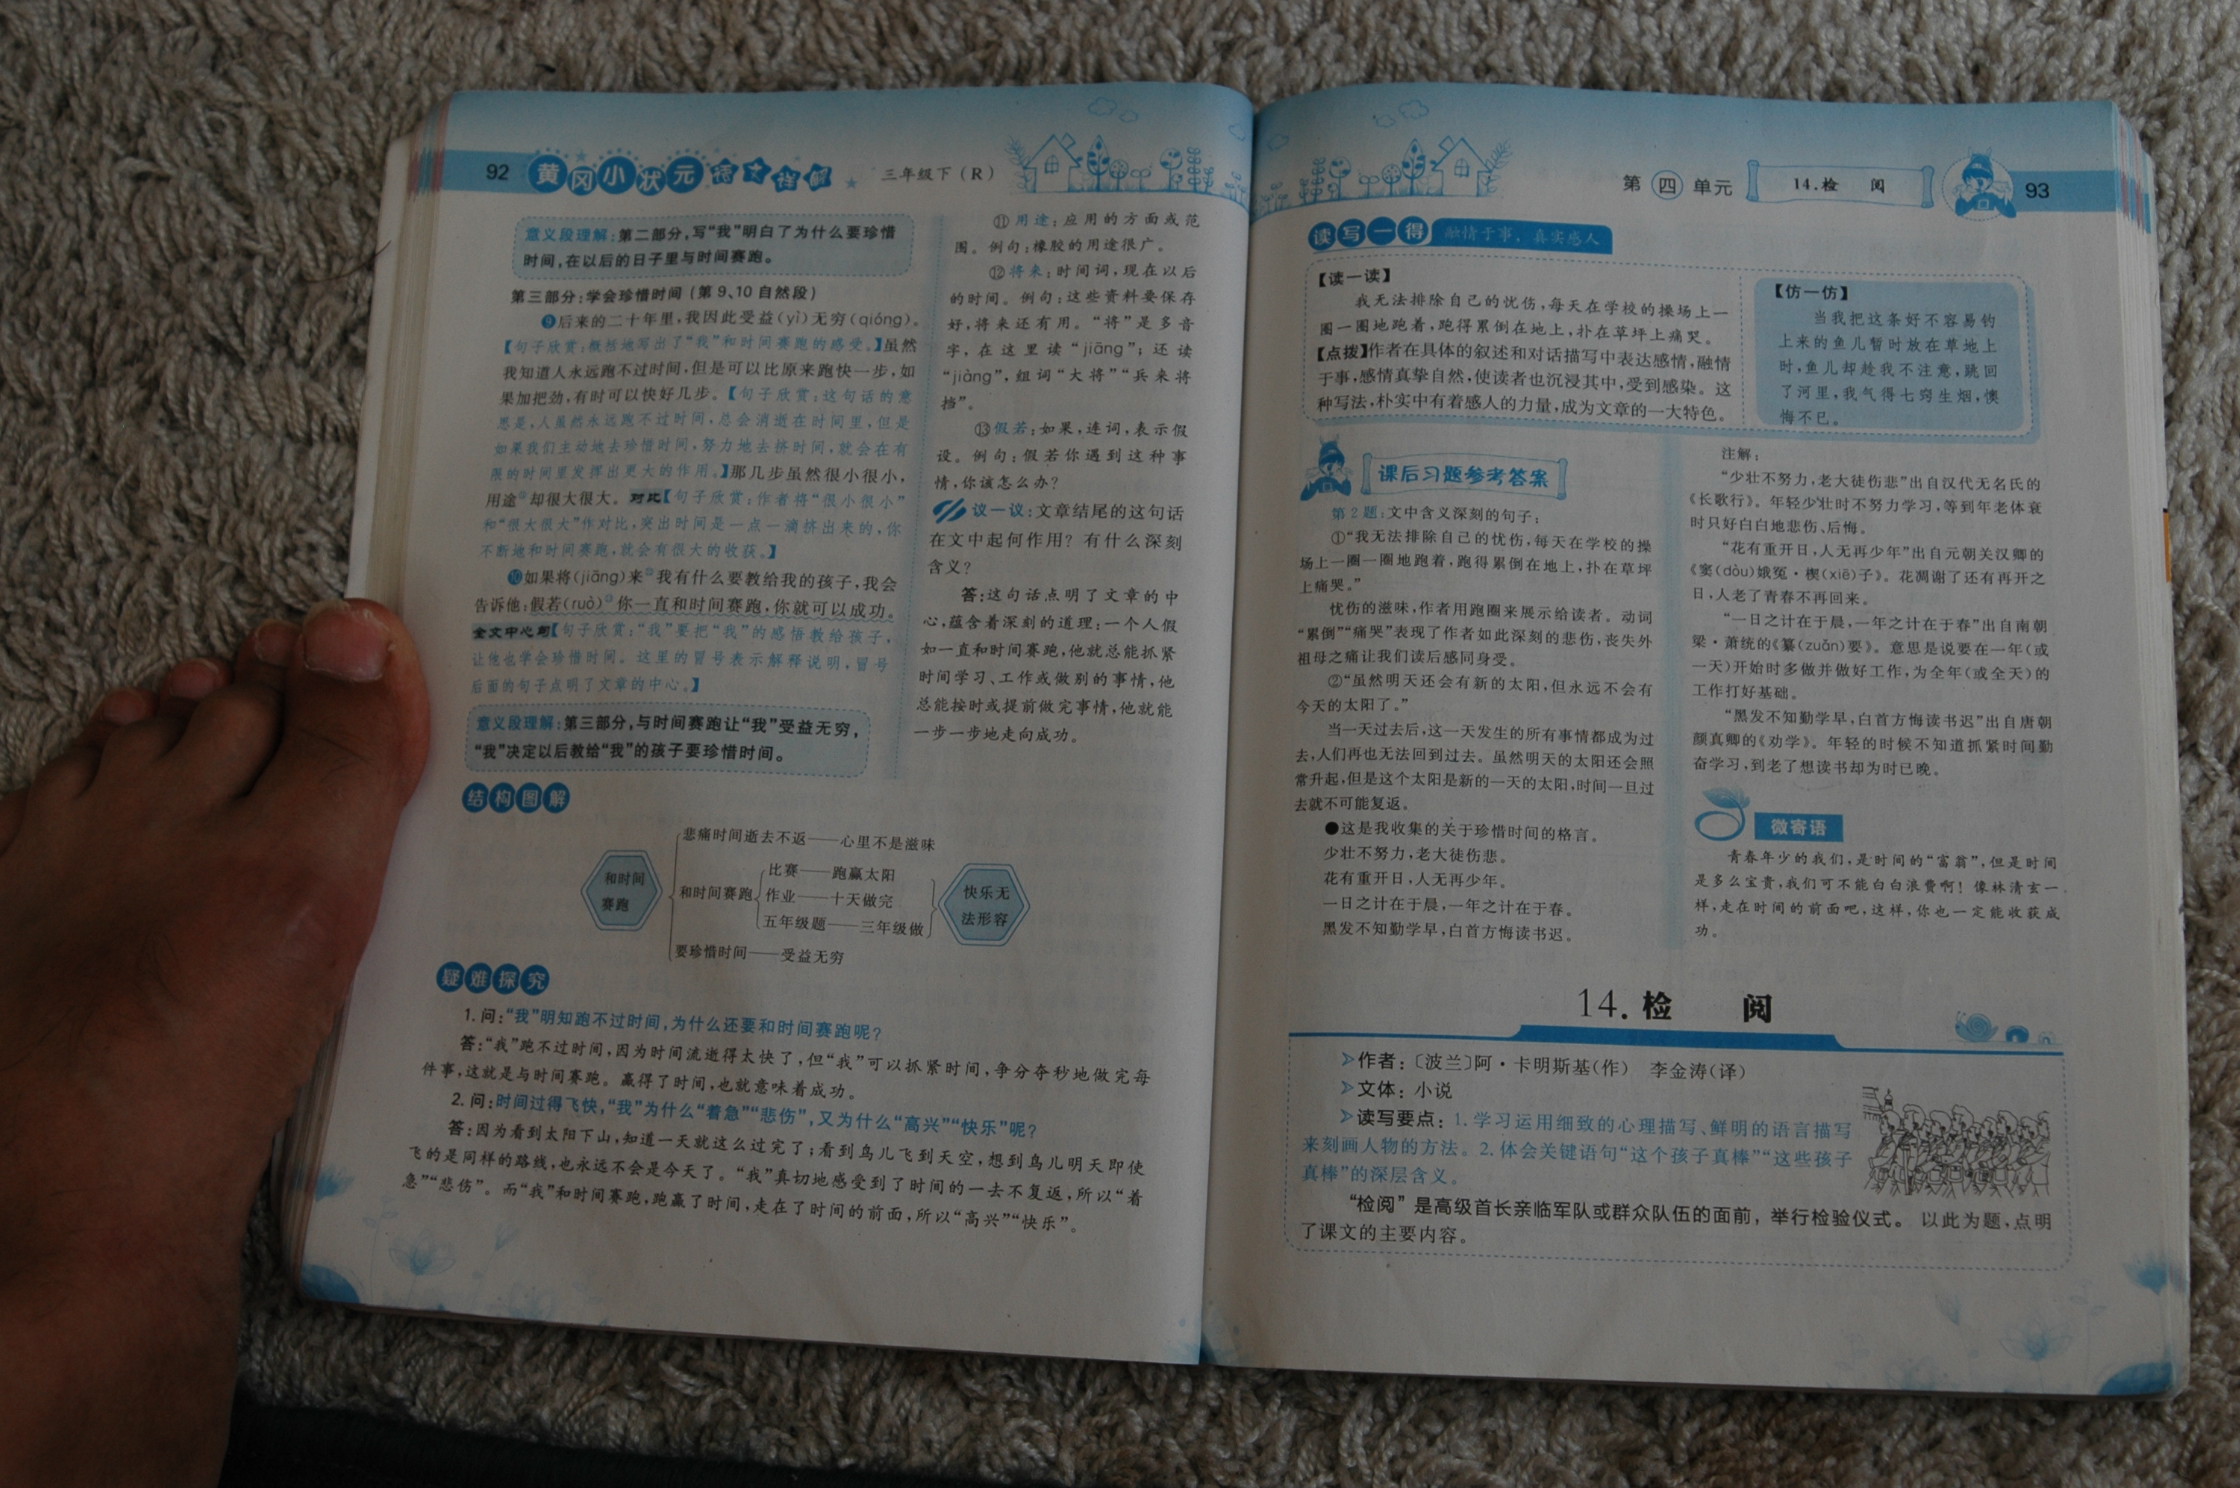 92 黄冈小状元 三年级下(R)
意义段理解:第二部分,写“我”明白了为什么要珍惜
时间,在以后的日子里与时间赛跑。
第三部分:学会珍惜时间(第9、10自然段)
❾后来的二十年里,我因此受益(yì)无穷(qióng)。
【句子欣赏:概括地写出了“我”和时间赛跑的感受。】虽然
我知道人永远跑不过时间,但是可以比原来跑快一步,如
果加把劲,有时可以快好几步。【句子欣赏:这句话的意
思是:人虽然永远跑不过时间,总会消逝在时间里,但是
如果我们主动地去珍惜时间,努力地去挤时间,就会在有
限的时间里发挥出更大的作用。】那几步虽然很小很小,
用途⑪却很大很大。对比【句子欣赏:作者将“很小很小”
和“很大很大”作对比,突出时间是一点一滴挤出来的,你
不断地和时间赛跑,就会有很大的收获。】
❿如果将(jiāng)来⑫我有什么要教给我的孩子,我会
告诉他:假若(ruò)⑬你一直和时间赛跑,你就可以成功。
全文中心句【句子欣赏:“我”要把“我”的感悟教给孩子,
让他也学会珍惜时间。这里的冒号表示解释说明,冒号
后面的句子点明了文章的中心。】
意义段理解:第三部分,与时间赛跑让“我”受益无穷,
“我”决定以后教给“我”的孩子要珍惜时间。
⑪用途:应用的方面或范
围。例句:橡胶的用途很广。
⑫将来:时间词,现在以后
的时间。例句:这些资料要保存
好,将来还有用。“将”是多音
字,在这里读“jiāng”;还读
“jiàng”,组词“大将”“兵来将
挡”。
⑬假若:如果,连词,表示假
设。例句:假若你遇到这种事
情,你该怎么办?
议一议:文章结尾的这句话
在文中起何作用?有什么深刻
含义?
答:这句话点明了文章的中
心,蕴含着深刻的道理:一个人假
如一直和时间赛跑,他就总能抓紧
时间学习、工作或做别的事情,他
总能按时或提前做完事情,他就能
一步一步地走向成功。
结构图解
和时间
赛跑
悲痛时间逝去不返——心里不是滋味
和时间赛跑
比赛——跑赢太阳
作业——十天做完
五年级题——三年级做
要珍惜时间——受益无穷
快乐无
法形容
疑难探究
1.问:“我”明知跑不过时间,为什么还要和时间赛跑呢?
答:“我”跑不过时间,因为时间流逝得太快了,但“我”可以抓紧时间,争分夺秒地做完每
件事,这就是与时间赛跑。赢得了时间,也就意味着成功。
2.问:时间过得飞快,“我”为什么“着急”“悲伤”,又为什么“高兴”“快乐”呢?
答:因为看到太阳下山,知道一天就这么过完了;看到鸟儿飞到天空,想到鸟儿明天即使
飞的是同样的路线,也永远不会是今天了。“我”真切地感受到了时间的一去不复返,所以“着
急”“悲伤”。而“我”和时间赛跑,跑赢了时间,走在了时间的前面,所以“高兴”“快乐”。
第四单元 14.检 阅 93
读写一得 融情于事,真实感人
【读一读】
我无法排除自己的忧伤,每天在学校的操场上一
圈一圈地跑着,跑得累倒在地上,扑在草坪上痛哭。
【点拨】作者在具体的叙述和对话描写中表达感情,融情
于事,感情真挚自然,使读者也沉浸其中,受到感染。这
种写法,朴实中有着感人的力量,成为文章的一大特色。
【仿一仿】
当我把这条好不容易钓
上来的鱼儿暂时放在草地上
时,鱼儿却趁我不注意,跳回
了河里,我气得七窍生烟,懊
悔不已。
课后习题参考答案
第2题:文中含义深刻的句子:
①“我无法排除自己的忧伤,每天在学校的操
场上一圈一圈地跑着,跑得累倒在地上,扑在草坪
上痛哭。”
忧伤的滋味,作者用跑圈来展示给读者。动词
“累倒”“痛哭”表现了作者如此深刻的悲伤,丧失外
祖母之痛让我们读后感同身受。
②“虽然明天还会有新的太阳,但永远不会有
今天的太阳了。”
当一天过去后,这一天发生的所有事情都成为过
去,人们再也无法回到过去。虽然明天的太阳还会照
常升起,但是这个太阳是新的一天的太阳,时间一旦过
去就不可能复返。
●这是我收集的关于珍惜时间的格言。
少壮不努力,老大徒伤悲。
花有重开日,人无再少年。
一日之计在于晨,一年之计在于春。
黑发不知勤学早,白首方悔读书迟。
注解:
“少壮不努力,老大徒伤悲”出自汉代无名氏的
《长歌行》。年轻少壮时不努力学习,等到年老体衰
时只好白白地悲伤、后悔。
“花有重开日,人无再少年”出自元朝关汉卿的
《窦(dòu)娥冤·楔(xiē)子》。花凋谢了还有再开之
日,人老了青春不再回来。
“一日之计在于晨,一年之计在于春”出自南朝
梁·萧统的《纂(zuǎn)要》。意思是说要在一年(或
一天)开始时多做并做好工作,为全年(或全天)的
工作打好基础。
“黑发不知勤学早,白首方悔读书迟”出自唐朝
颜真卿的《劝学》。年轻的时候不知道抓紧时间勤
奋学习,到老了想读书却为时已晚。
微寄语
青春年少的我们,是时间的“富翁”,但是时间
是多么宝贵,我们可不能白白浪费啊!像林清玄一
样,走在时间的前面吧,这样,你也一定能收获成
功。
14.检 阅
作者:〔波兰〕阿·卡明斯基(作) 李金涛(译)
文体:小说
读写要点:1.学习运用细致的心理描写、鲜明的语言描写
来刻画人物的方法。2.体会关键语句“这个孩子真棒”“这些孩子
真棒”的深层含义。
“检阅”是高级首长亲临军队或群众队伍的面前,举行检验仪式。以此为题,点明
了课文的主要内容。